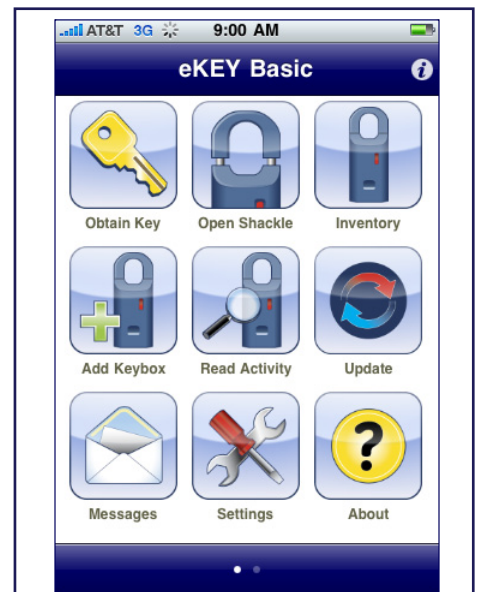 AT&T 3G 9:00 AM
eKEY Basic i
Obtain Key Open Shackle Inventory
Add Keybox Read Activity Update
?
Messages Settings About